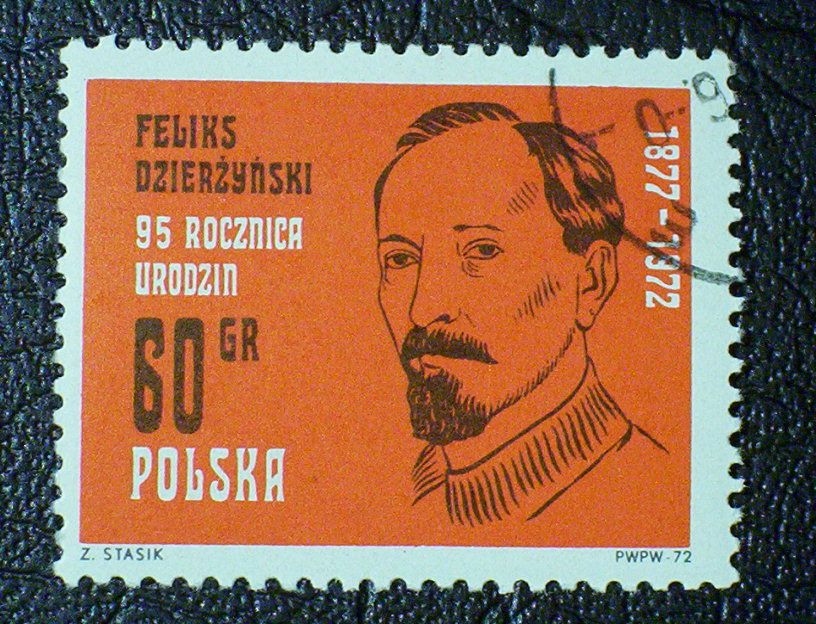 FELIKS
DZIERŻYŃSKI
95 ROCZNICA
URODZIN
60 GR
POLSKA
1877-1972
Z. STASIK
PWPW-72